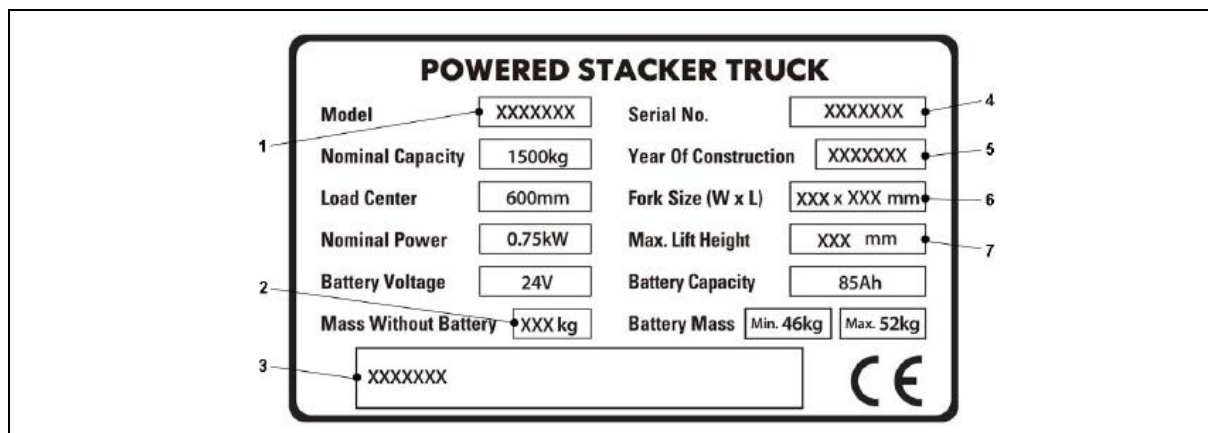 POWERED STACKER TRUCK
Model XXXXXXX Serial No. XXXXXXX 4
1
Nominal Capacity 1500kg Year Of Construction XXXXXXX 5
Load Center 600mm Fork Size (W x L) XXX x XXX mm 6
Nominal Power 0.75kW Max. Lift Height XXX mm 7
Battery Voltage 24V Battery Capacity 85Ah
2
Mass Without Battery XXX kg Battery Mass Min. 46kg Max. 52kg
3 XXXXXXX CE